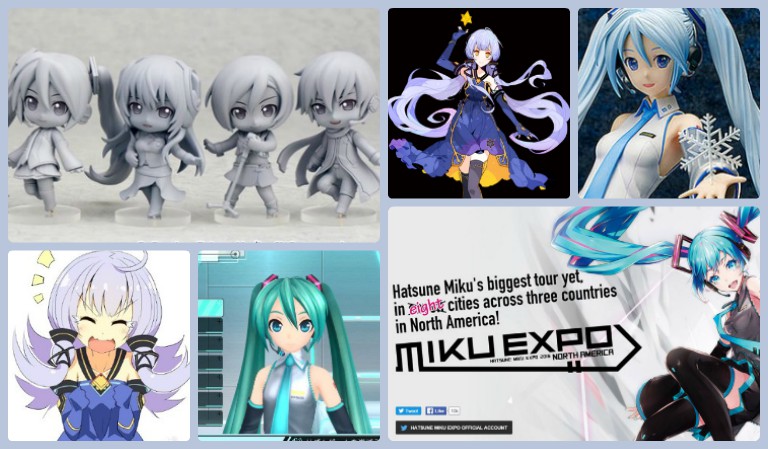 Hatsune Miku's biggest tour yet,
in eight cities across three countries
in North America!
MIKU EXPO
HATSUNE MIKU EXPO 2016 NORTH AMERICA
Tweet Like
HATSUNE MIKU EXPO OFFICIAL ACCOUNT